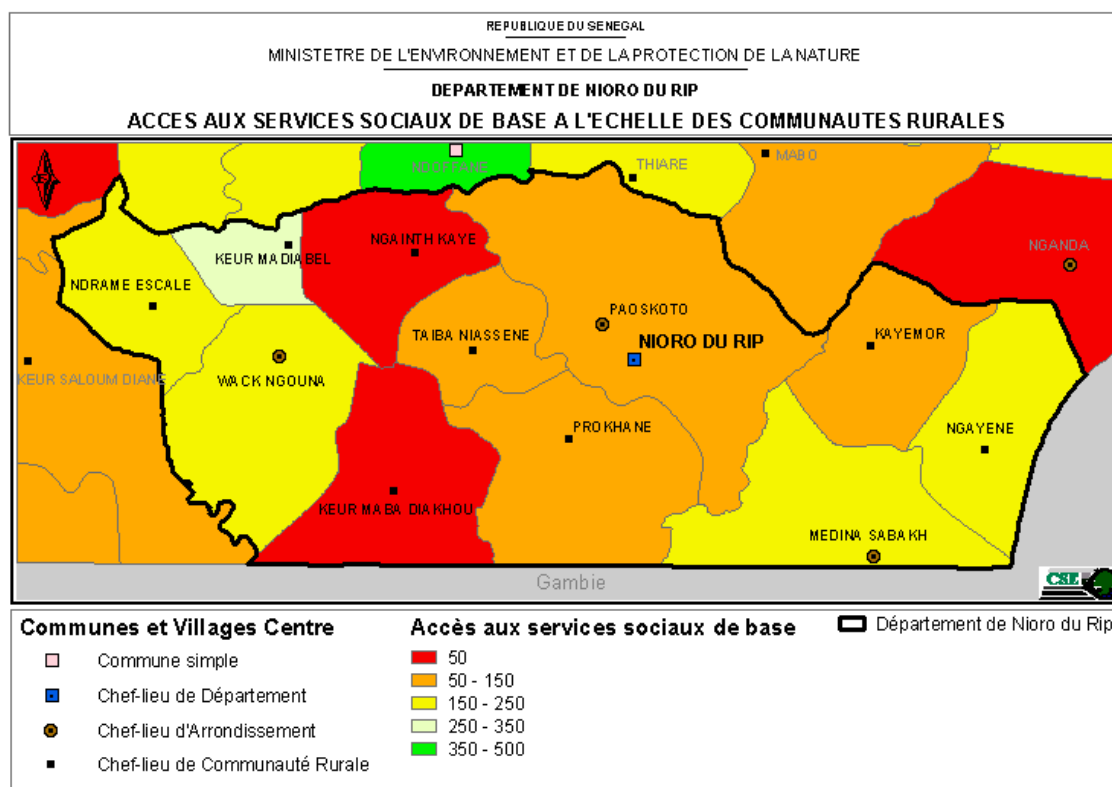 REPUBLIQUE DU SENEGAL
MINISTETRE DE L'ENVIRONNEMENT ET DE LA PROTECTION DE LA NATURE
DEPARTEMENT DE NIORO DU RIP
ACCES AUX SERVICES SOCIAUX DE BASE A L'ECHELLE DES COMMUNAUTES RURALES
NDOFFANE
THIARE
MABO
KEUR MADIABEL
NGAINTH KAYE
NGANDA
NDRAME ESCALE
PAOSKOTO
TAIBA NIASSENE
NIORO DU RIP
KAYEMOR
KEUR SALOUM DIANE
WACK NGOUNA
PROKHANE
NGAYENE
KEUR MABA DIAKHOU
MEDINA SABAKH
Gambie
CSE
Communes et Villages Centre
Commune simple
Chef-lieu de Département
Chef-lieu d'Arrondissement
Chef-lieu de Communauté Rurale
Accès aux services sociaux de base
50
50 - 150
150 - 250
250 - 350
350 - 500
Département de Nioro du Rip